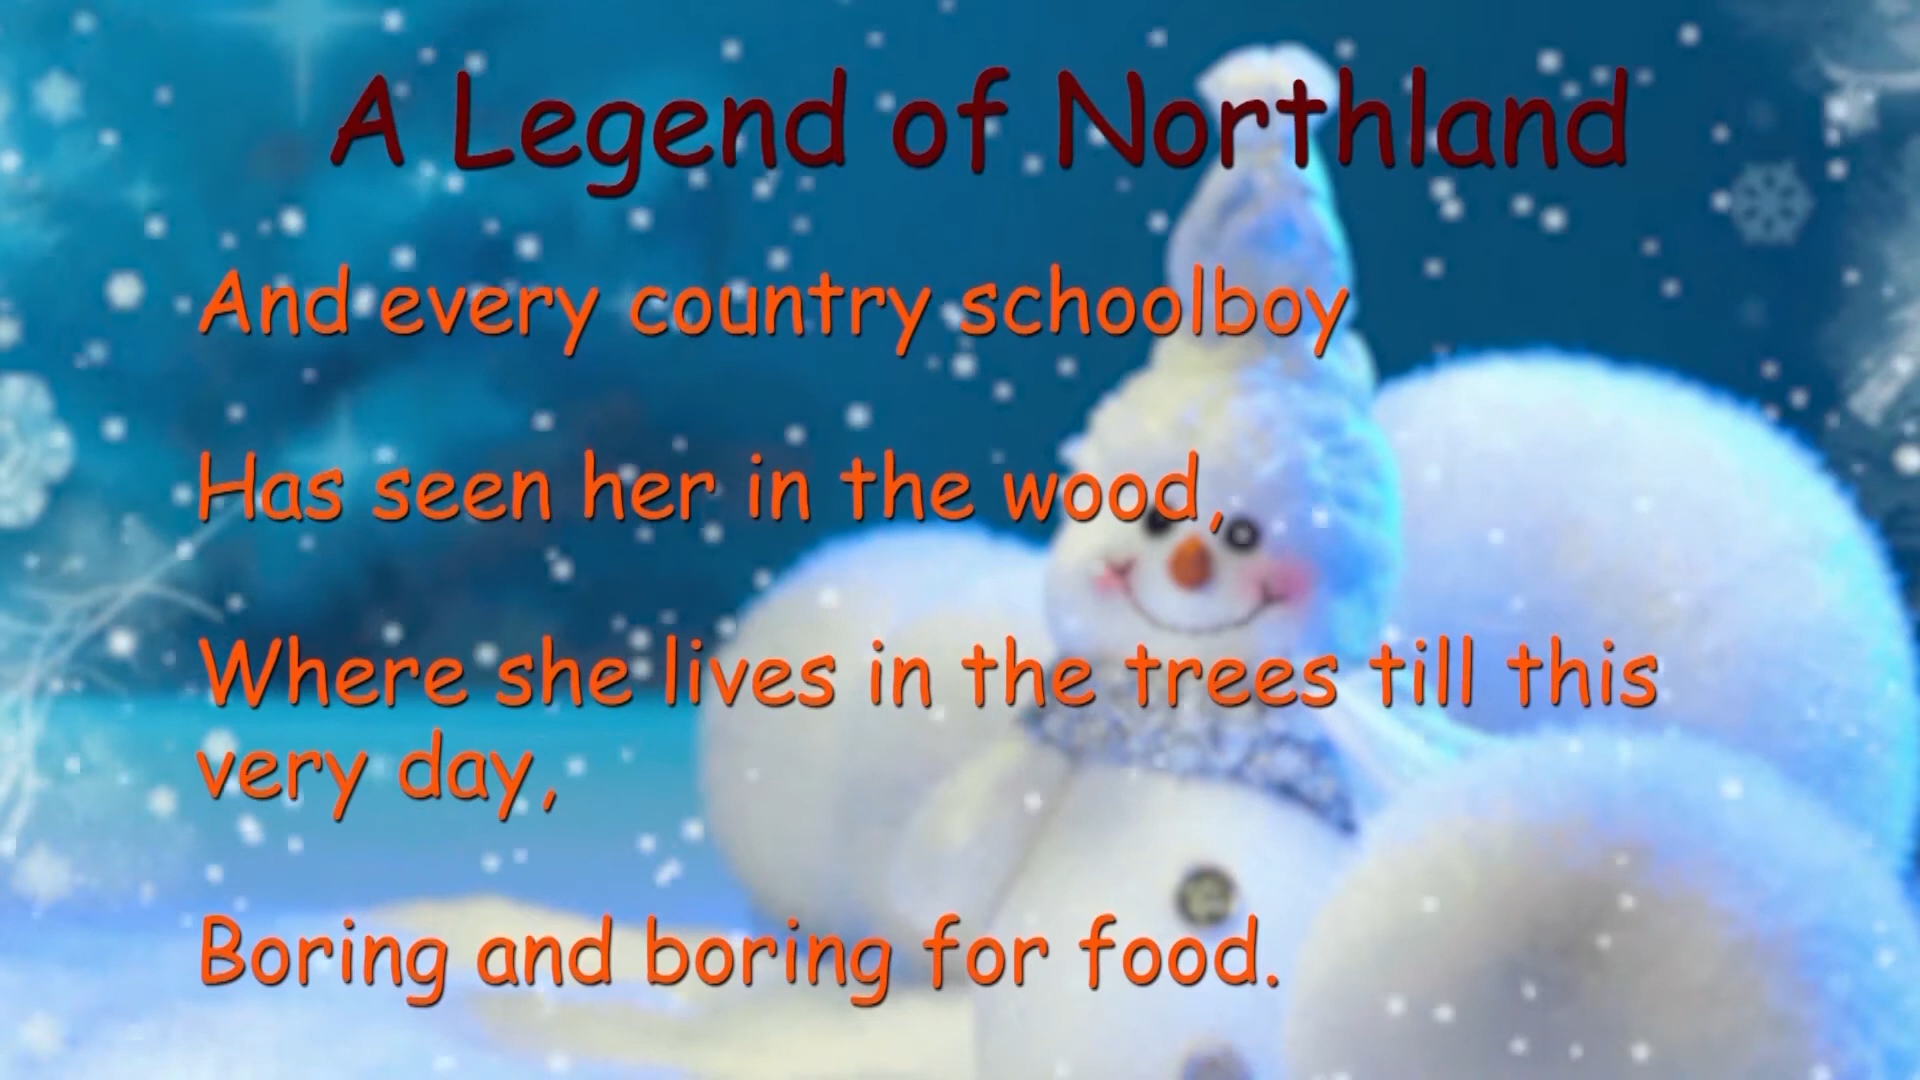 A Legend of Northland
And every country schoolboy
Has seen her in the wood,
Where she lives in the trees till this
very day,
Boring and boring for food.